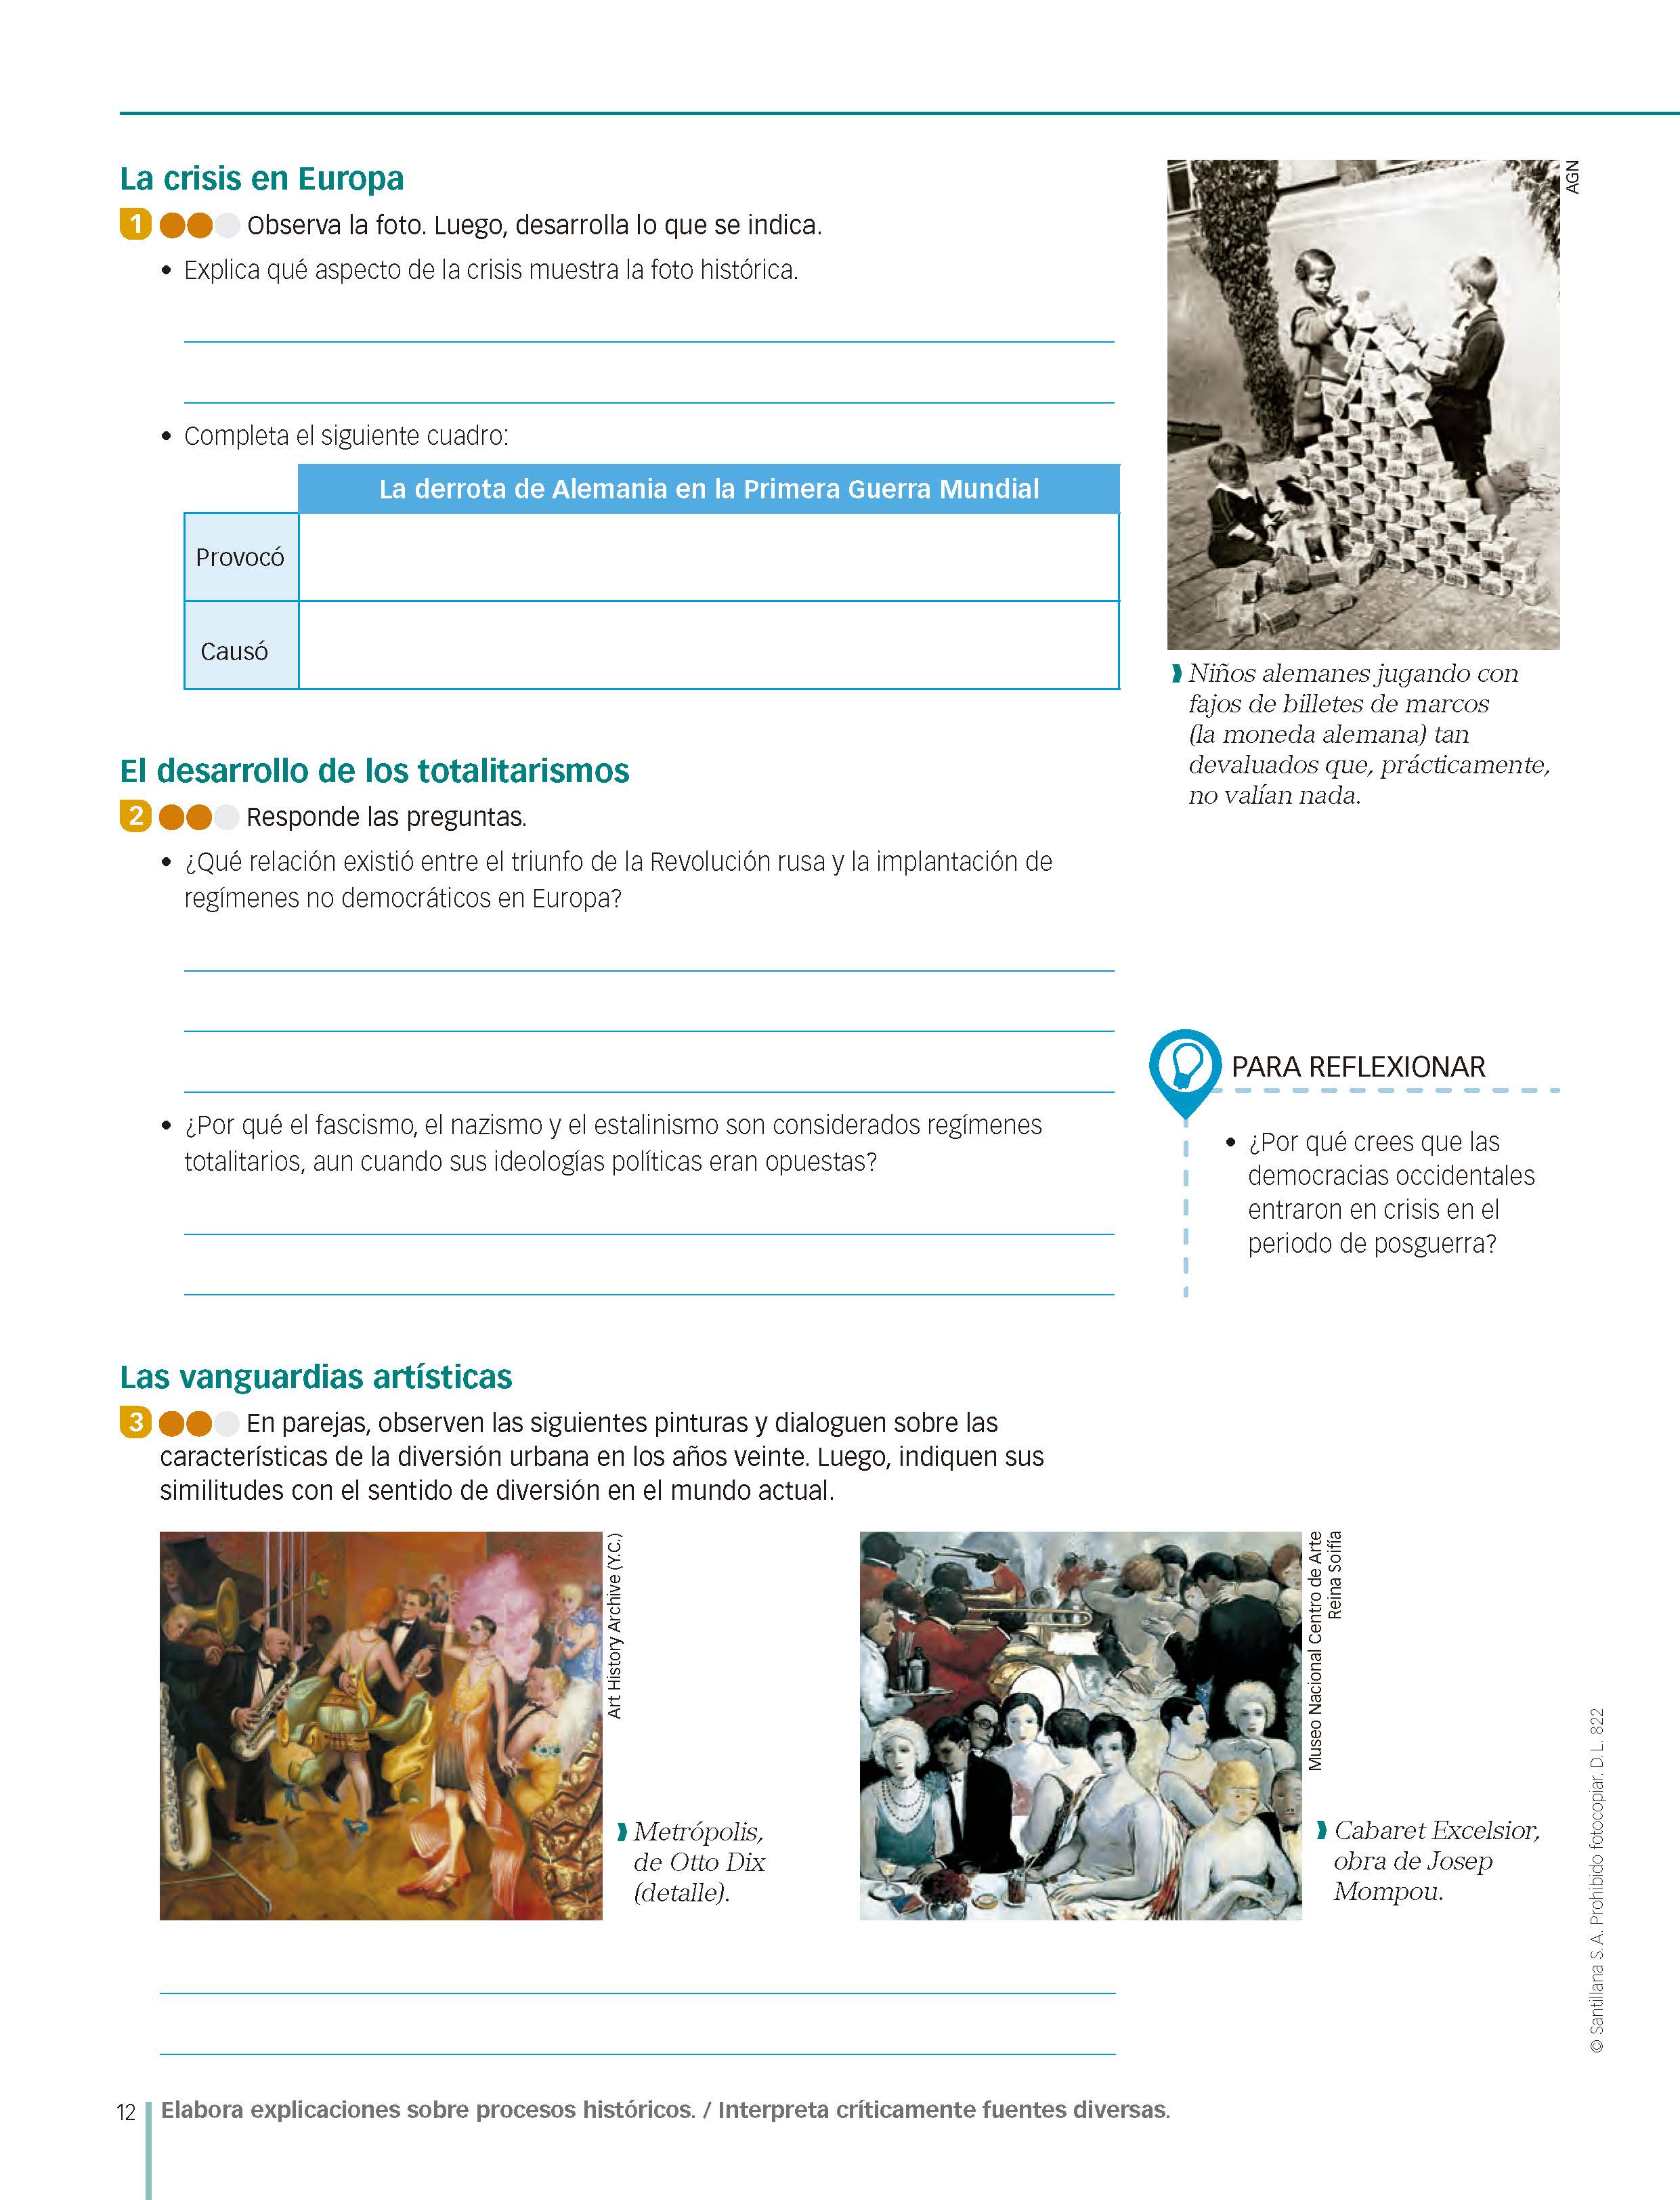 La crisis en Europa
1 Observa la foto. Luego, desarrolla lo que se indica.
• Explica qué aspecto de la crisis muestra la foto histórica.
• Completa el siguiente cuadro:
La derrota de Alemania en la Primera Guerra Mundial
Provocó
Causó
AGN
Niños alemanes jugando con
fajos de billetes de marcos
(la moneda alemana) tan
devaluados que, prácticamente,
no valían nada.
El desarrollo de los totalitarismos
2 Responde las preguntas.
• ¿Qué relación existió entre el triunfo de la Revolución rusa y la implantación de
regímenes no democráticos en Europa?
• ¿Por qué el fascismo, el nazismo y el estalinismo son considerados regímenes
totalitarios, aun cuando sus ideologías políticas eran opuestas?
PARA REFLEXIONAR
• ¿Por qué crees que las
democracias occidentales
entraron en crisis en el
periodo de posguerra?
Las vanguardias artísticas
3 En parejas, observen las siguientes pinturas y dialoguen sobre las
características de la diversión urbana en los años veinte. Luego, indiquen sus
similitudes con el sentido de diversión en el mundo actual.
Art History Archive (Y.C.)
Metrópolis,
de Otto Dix
(detalle).
Museo Nacional Centro de Arte
Reina Soifía
Cabaret Excelsior,
obra de Josep
Mompou.
© Santillana S. A. Prohibido fotocopiar. D. L. 822
12 Elabora explicaciones sobre procesos históricos. / Interpreta críticamente fuentes diversas.